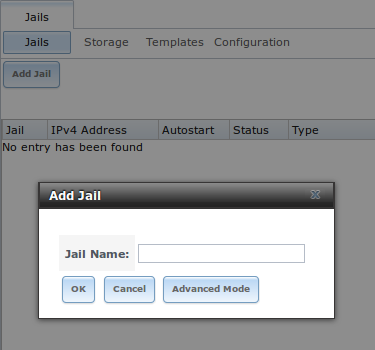 Jails
Jails Storage Templates Configuration
Add Jail
Jail IPv4 Address Autostart Status Type
No entry has been found
Add Jail
Jail Name:
OK Cancel Advanced Mode